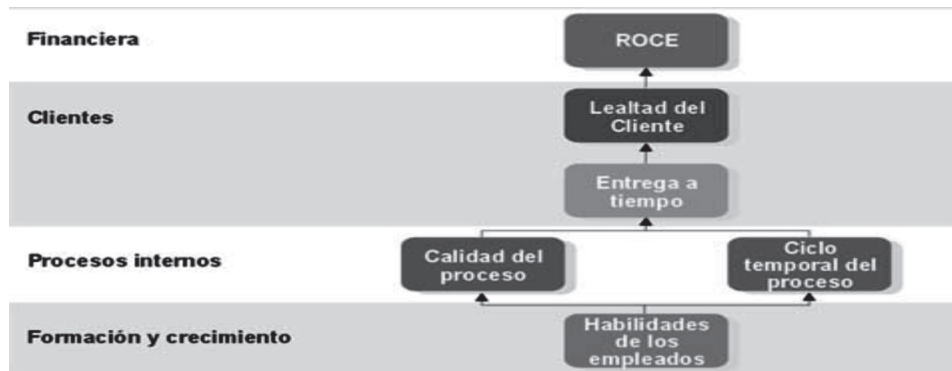 Financiera
ROCE
Clientes
Lealtad del
Cliente
Entrega a
tiempo
Procesos internos
Calidad del
proceso
Ciclo
temporal del
proceso
Formación y crecimiento
Habilidades
de los
empleados